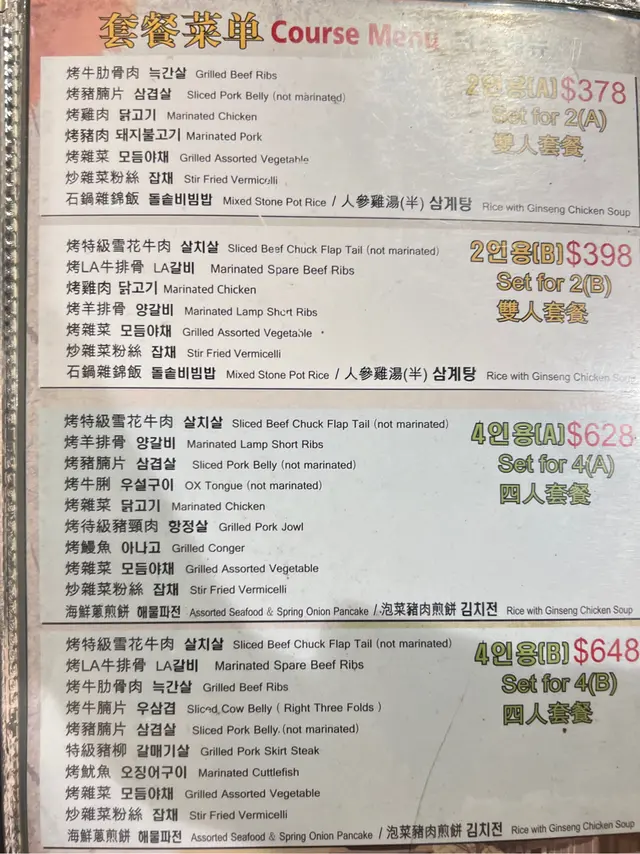 套餐菜单 Course Menu
烤牛肋骨肉 늑간살 Grilled Beef Ribs
烤豬腩片 삼겹살 Sliced Pork Belly (not marinated)
烤雞肉 닭고기 Marinated Chicken
烤豬肉 돼지불고기 Marinated Pork
烤雜菜 모듬야채 Grilled Assorted Vegetable
炒雜菜粉絲 잡채 Stir Fried Vermicelli
石鍋雜錦飯 돌솥비빔밥 Mixed Stone Pot Rice / 人參雞湯(半) 삼계탕 Rice with Ginseng Chicken Soup
2인용(A) $378
Set for 2(A)
雙人套餐
烤特級雪花牛肉 살치살 Sliced Beef Chuck Flap Tail (not marinated)
烤LA牛排骨 LA갈비 Marinated Spare Beef Ribs
烤雞肉 닭고기 Marinated Chicken
烤羊排骨 양갈비 Marinated Lamp Short Ribs
烤雜菜 모듬야채 Grilled Assorted Vegetable
炒雜菜粉絲 잡채 Stir Fried Vermicelli
石鍋雜錦飯 돌솥비빔밥 Mixed Stone Pot Rice / 人參雞湯(半) 삼계탕 Rice with Ginseng Chicken Soup
2인용(B) $398
Set for 2(B)
雙人套餐
烤特級雪花牛肉 살치살 Sliced Beef Chuck Flap Tail (not marinated)
烤羊排骨 양갈비 Marinated Lamp Short Ribs
烤豬腩片 삼겹살 Sliced Pork Belly (not marinated)
烤牛脷 우설구이 OX Tongue (not marinated)
烤雜菜 닭고기 Marinated Chicken
烤待級豬頸肉 항정살 Grilled Pork Jowl
烤鰻魚 아나고 Grilled Conger
烤雜菜 모듬야채 Grilled Assorted Vegetable
炒雜菜粉絲 잡채 Stir Fried Vermicelli
海鮮蔥煎餅 해물파전 Assorted Seafood & Spring Onion Pancake / 泡菜豬肉煎餅 김치전 Rice with Ginseng Chicken Soup
4인용(A) $628
Set for 4(A)
四人套餐
烤特級雪花牛肉 살치살 Sliced Beef Chuck Flap Tail (not marinated)
烤LA牛排骨 LA갈비 Marinated Spare Beef Ribs
烤牛肋骨肉 늑간살 Grilled Beef Ribs
烤牛腩片 우삼겹 Sliced Cow Belly ( Right Three Folds )
烤豬腩片 삼겹살 Sliced Pork Belly (not marinated)
特級豬柳 갈매기살 Grilled Pork Skirt Steak
烤魷魚 오징어구이 Marinated Cuttlefish
烤雜菜 모듬야채 Grilled Assorted Vegetable
炒雜菜粉絲 잡채 Stir Fried Vermicelli
海鮮蔥煎餅 해물파전 Assorted Seafood & Spring Onion Pancake / 泡菜豬肉煎餅 김치전 Rice with Ginseng Chicken Soup
4인용(B) $648
Set for 4(B)
四人套餐